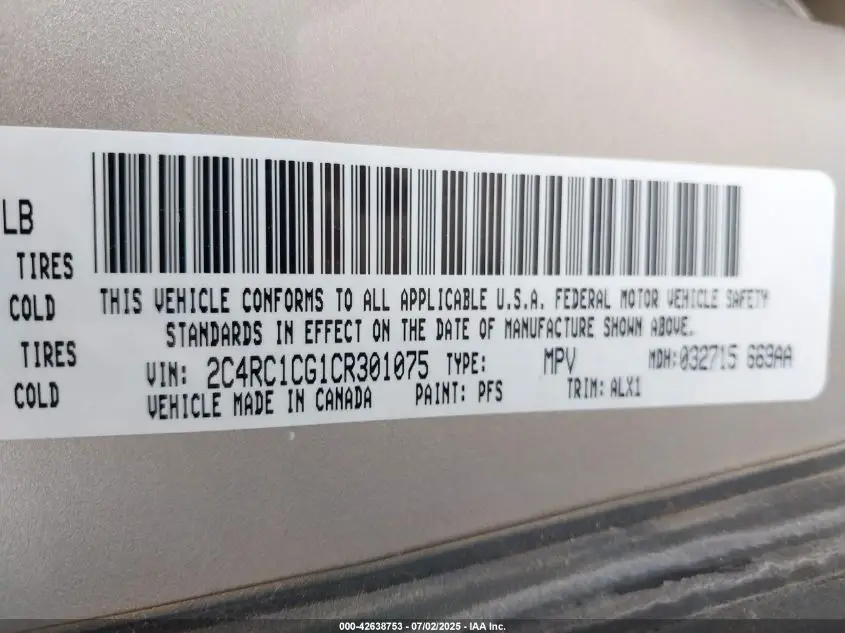 LB
TIRES
COLD
TIRES
COLD
THIS VEHICLE CONFORMS TO ALL APPLICABLE U.S.A. FEDERAL MOTOR VEHICLE SAFETY
STANDARDS IN EFFECT ON THE DATE OF MANUFACTURE SHOWN ABOVE.
VIN: 2C4RC1CG1CR301075 TYPE: MPV MDH: 032715 669AA
VEHICLE MADE IN CANADA PAINT: PFS TRIM: ALX1
000-42638753 / 07/02/2025 - IAA Inc.